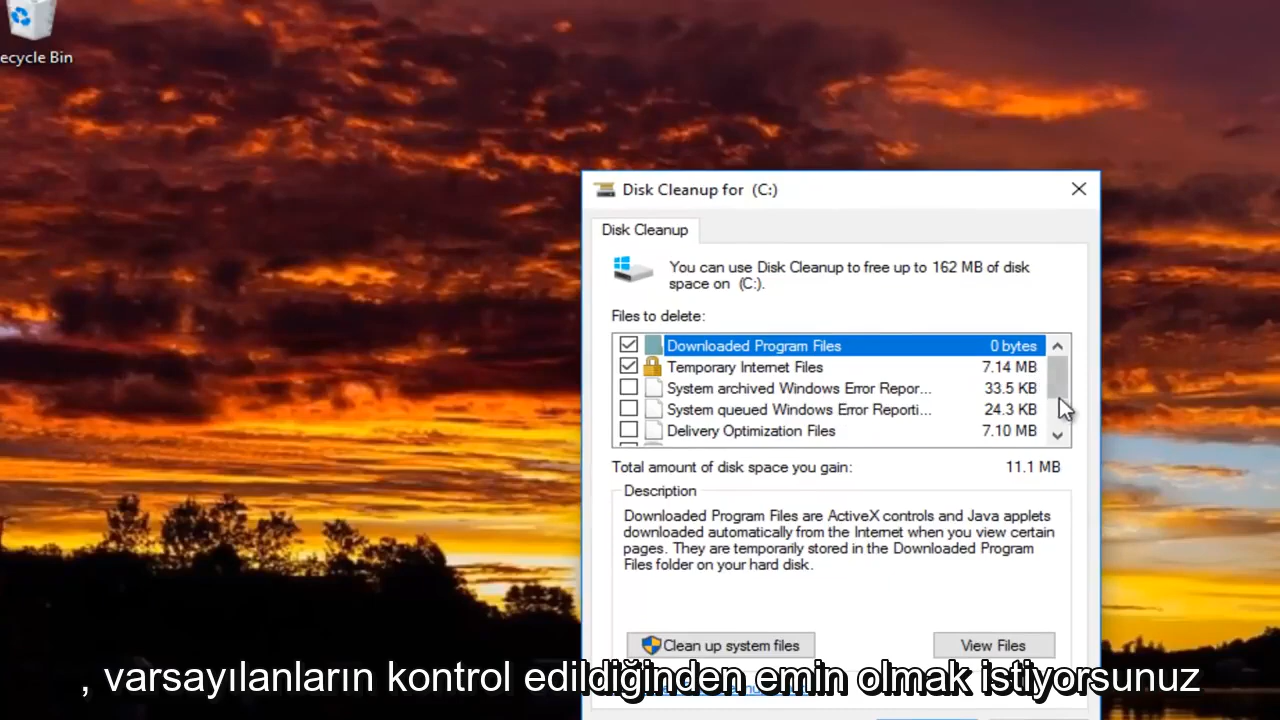 ecycle Bin
Disk Cleanup for (C:)
Disk Cleanup
You can use Disk Cleanup to free up to 162 MB of disk
space on (C:).
Files to delete:
Downloaded Program Files 0 bytes
Temporary Internet Files 7.14 MB
System archived Windows Error Repor... 33.5 KB
System queued Windows Error Reporti... 24.3 KB
Delivery Optimization Files 7.10 MB
Total amount of disk space you gain: 11.1 MB
Description
Downloaded Program Files are ActiveX controls and Java applets
downloaded automatically from the Internet when you view certain
pages. They are temporarily stored in the Downloaded Program
Files folder on your hard disk.
Clean up system files View Files
, varsayılanların kontrol edildiğinden emin olmak istiyorsunuz